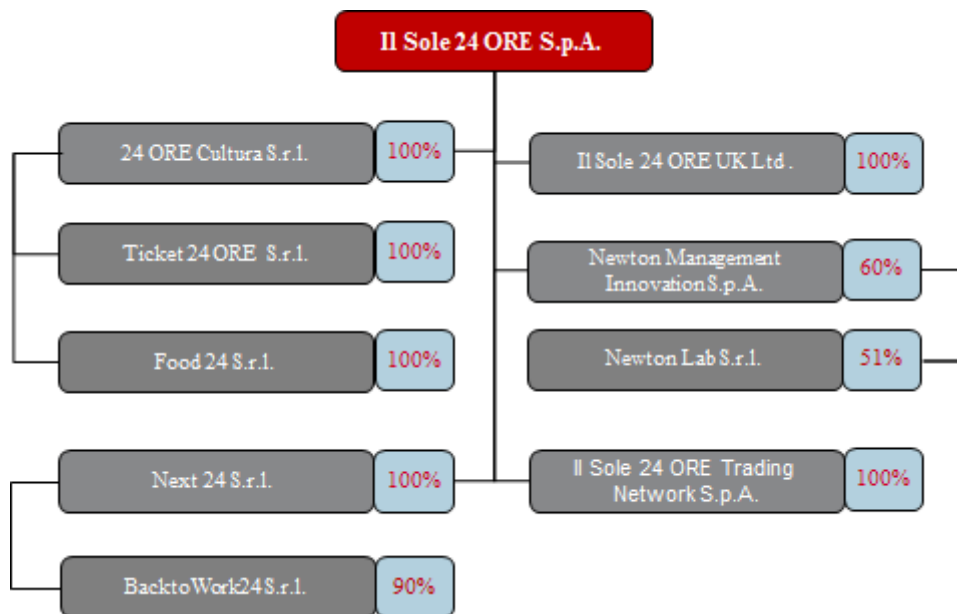 Il Sole 24 ORE S.p.A.
24 ORE Cultura S.r.l.
100%
Ticket 24 ORE S.r.l.
100%
Food 24 S.r.l.
100%
Next 24 S.r.l.
100%
BacktoWork24 S.r.l.
90%
Il Sole 24 ORE UK Ltd .
100%
Newton Management
Innovation S.p.A.
60%
Newton Lab S.r.l.
51%
Il Sole 24 ORE Trading
Network S.p.A.
100%